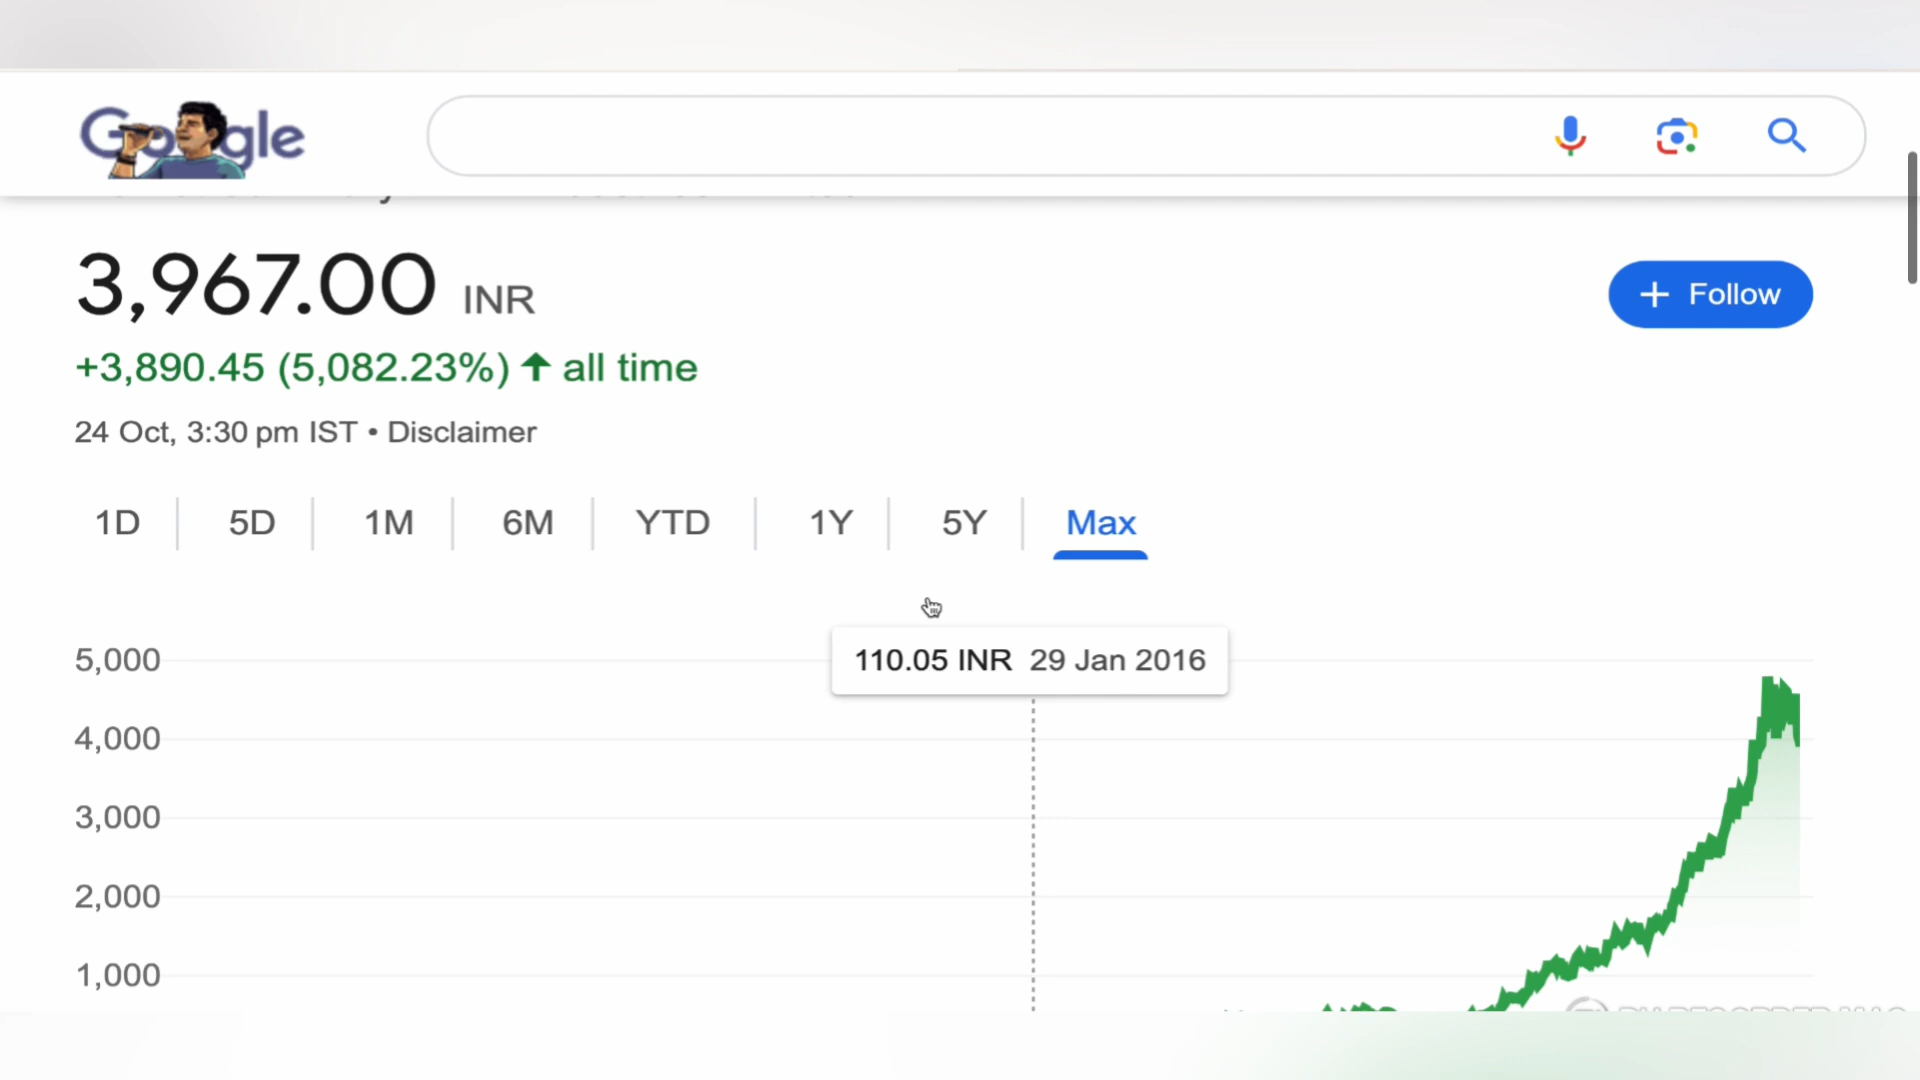 Google
3,967.00 INR
+ Follow
+3,890.45 (5,082.23%) ↑ all time
24 Oct, 3:30 pm IST • Disclaimer
1D 5D 1M 6M YTD 1Y 5Y Max
110.05 INR 29 Jan 2016
5,000
4,000
3,000
2,000
1,000